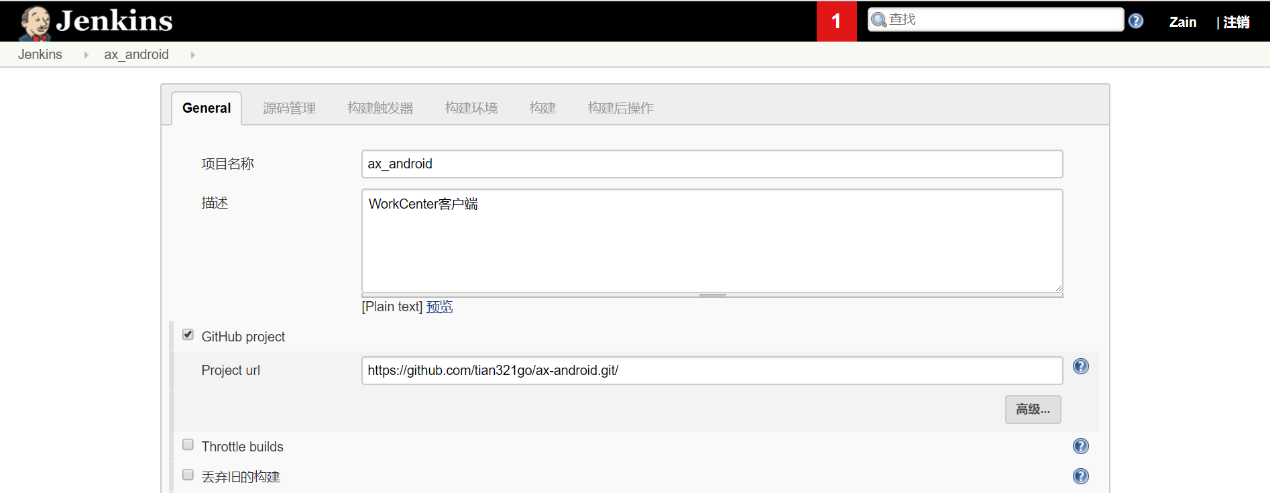 Jenkins
1
查找
Zain
| 注销
Jenkins
ax_android
General
源码管理
构建触发器
构建环境
构建
构建后操作
项目名称
ax_android
描述
WorkCenter客户端
[Plain text] 预览
GitHub project
Project url
https://github.com/tian321go/ax-android.git/
高级...
Throttle builds
丢弃旧的构建